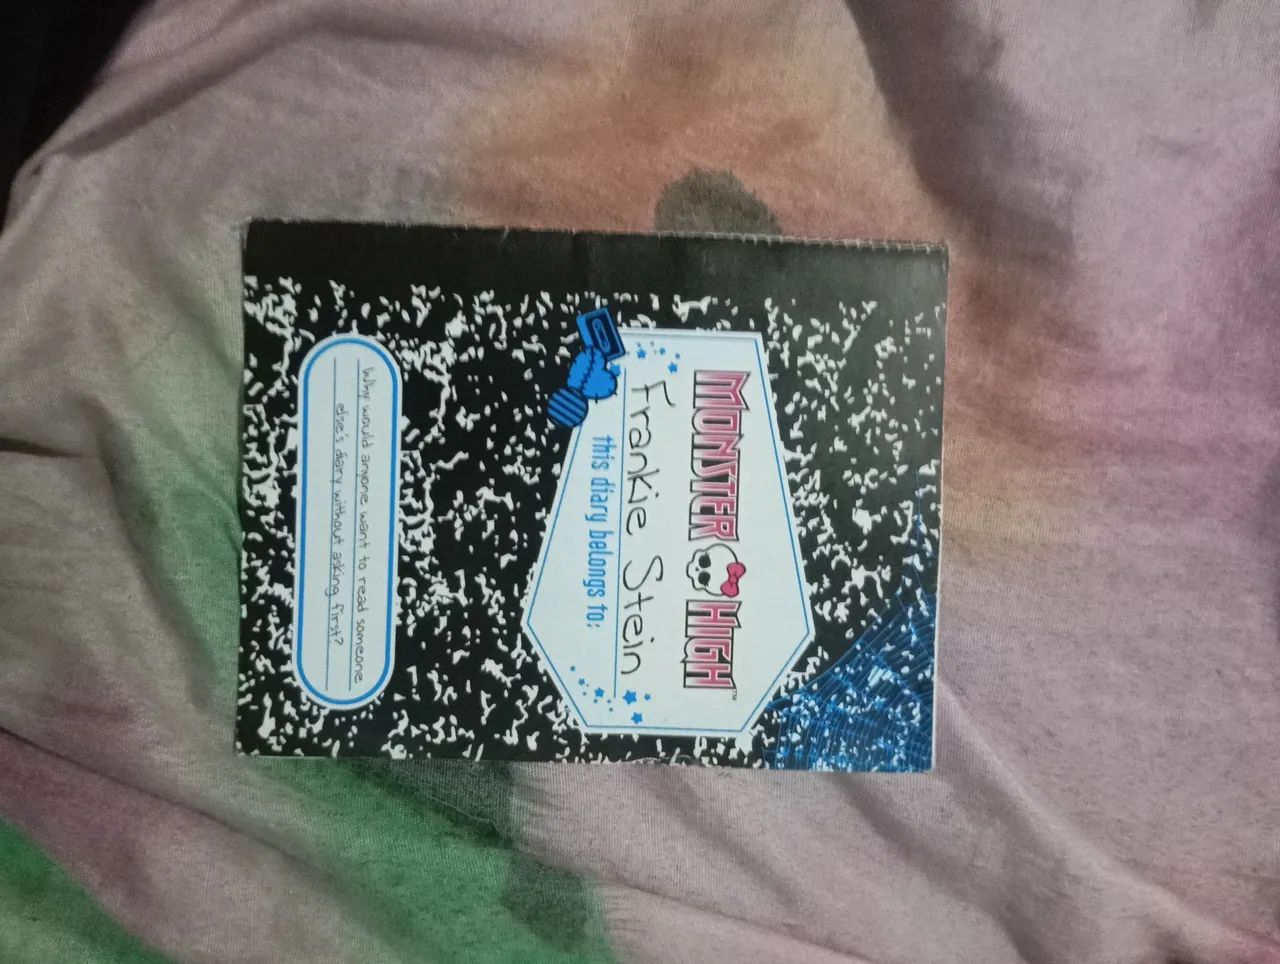 MONSTER HIGH™
Frankie Stein
this diary belongs to:
Why would anyone want to read someone
else's diary without asking first?